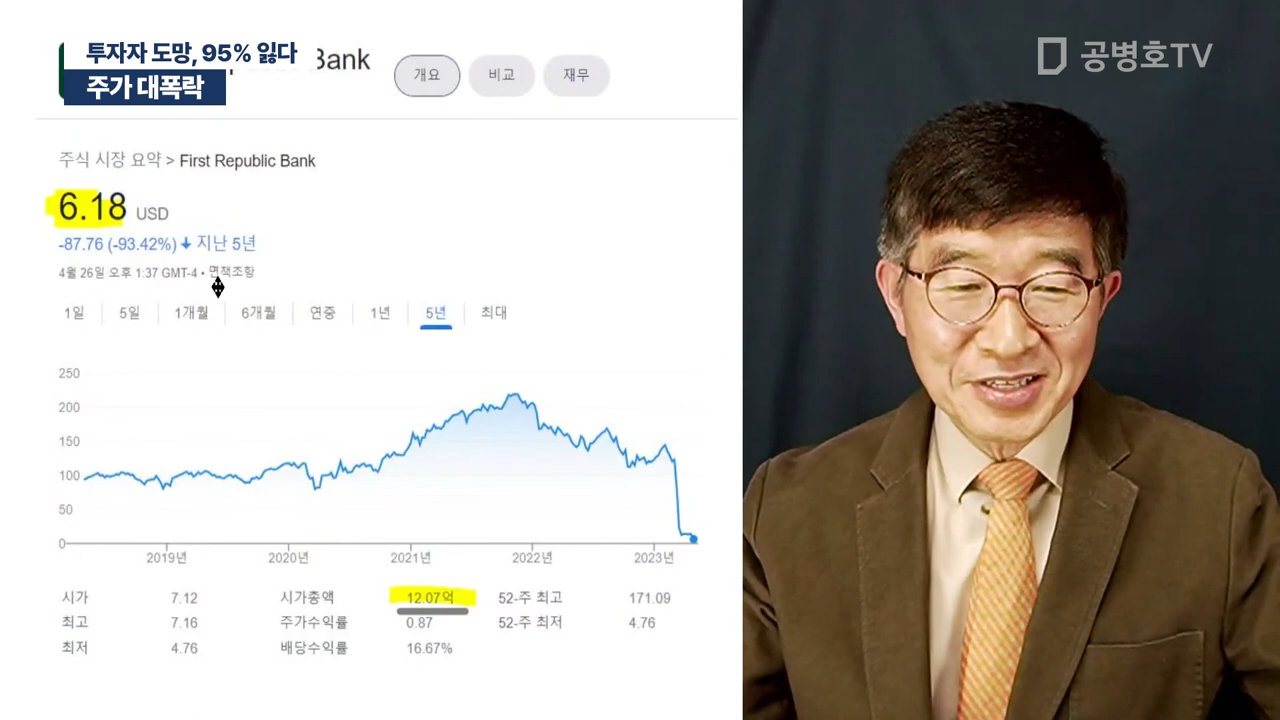 투자자 도망, 95% 잃다
주가 대폭락
Bank
개요 비교 재무
공병호TV
주식 시장 요약 > First Republic Bank
6.18 USD
-87.76 (-93.42%) ↓ 지난 5년
4월 26일 오후 1:37 GMT-4 • 면책조항
1일 5일 1개월 6개월 연중 1년 5년 최대
250
200
150
100
50
0
2019년 2020년 2021년 2022년 2023년
시가 7.12 시가총액 12.07억 52-주 최고 171.09
최고 7.16 주가수익률 0.87 52-주 최저 4.76
최저 4.76 배당수익률 16.67%